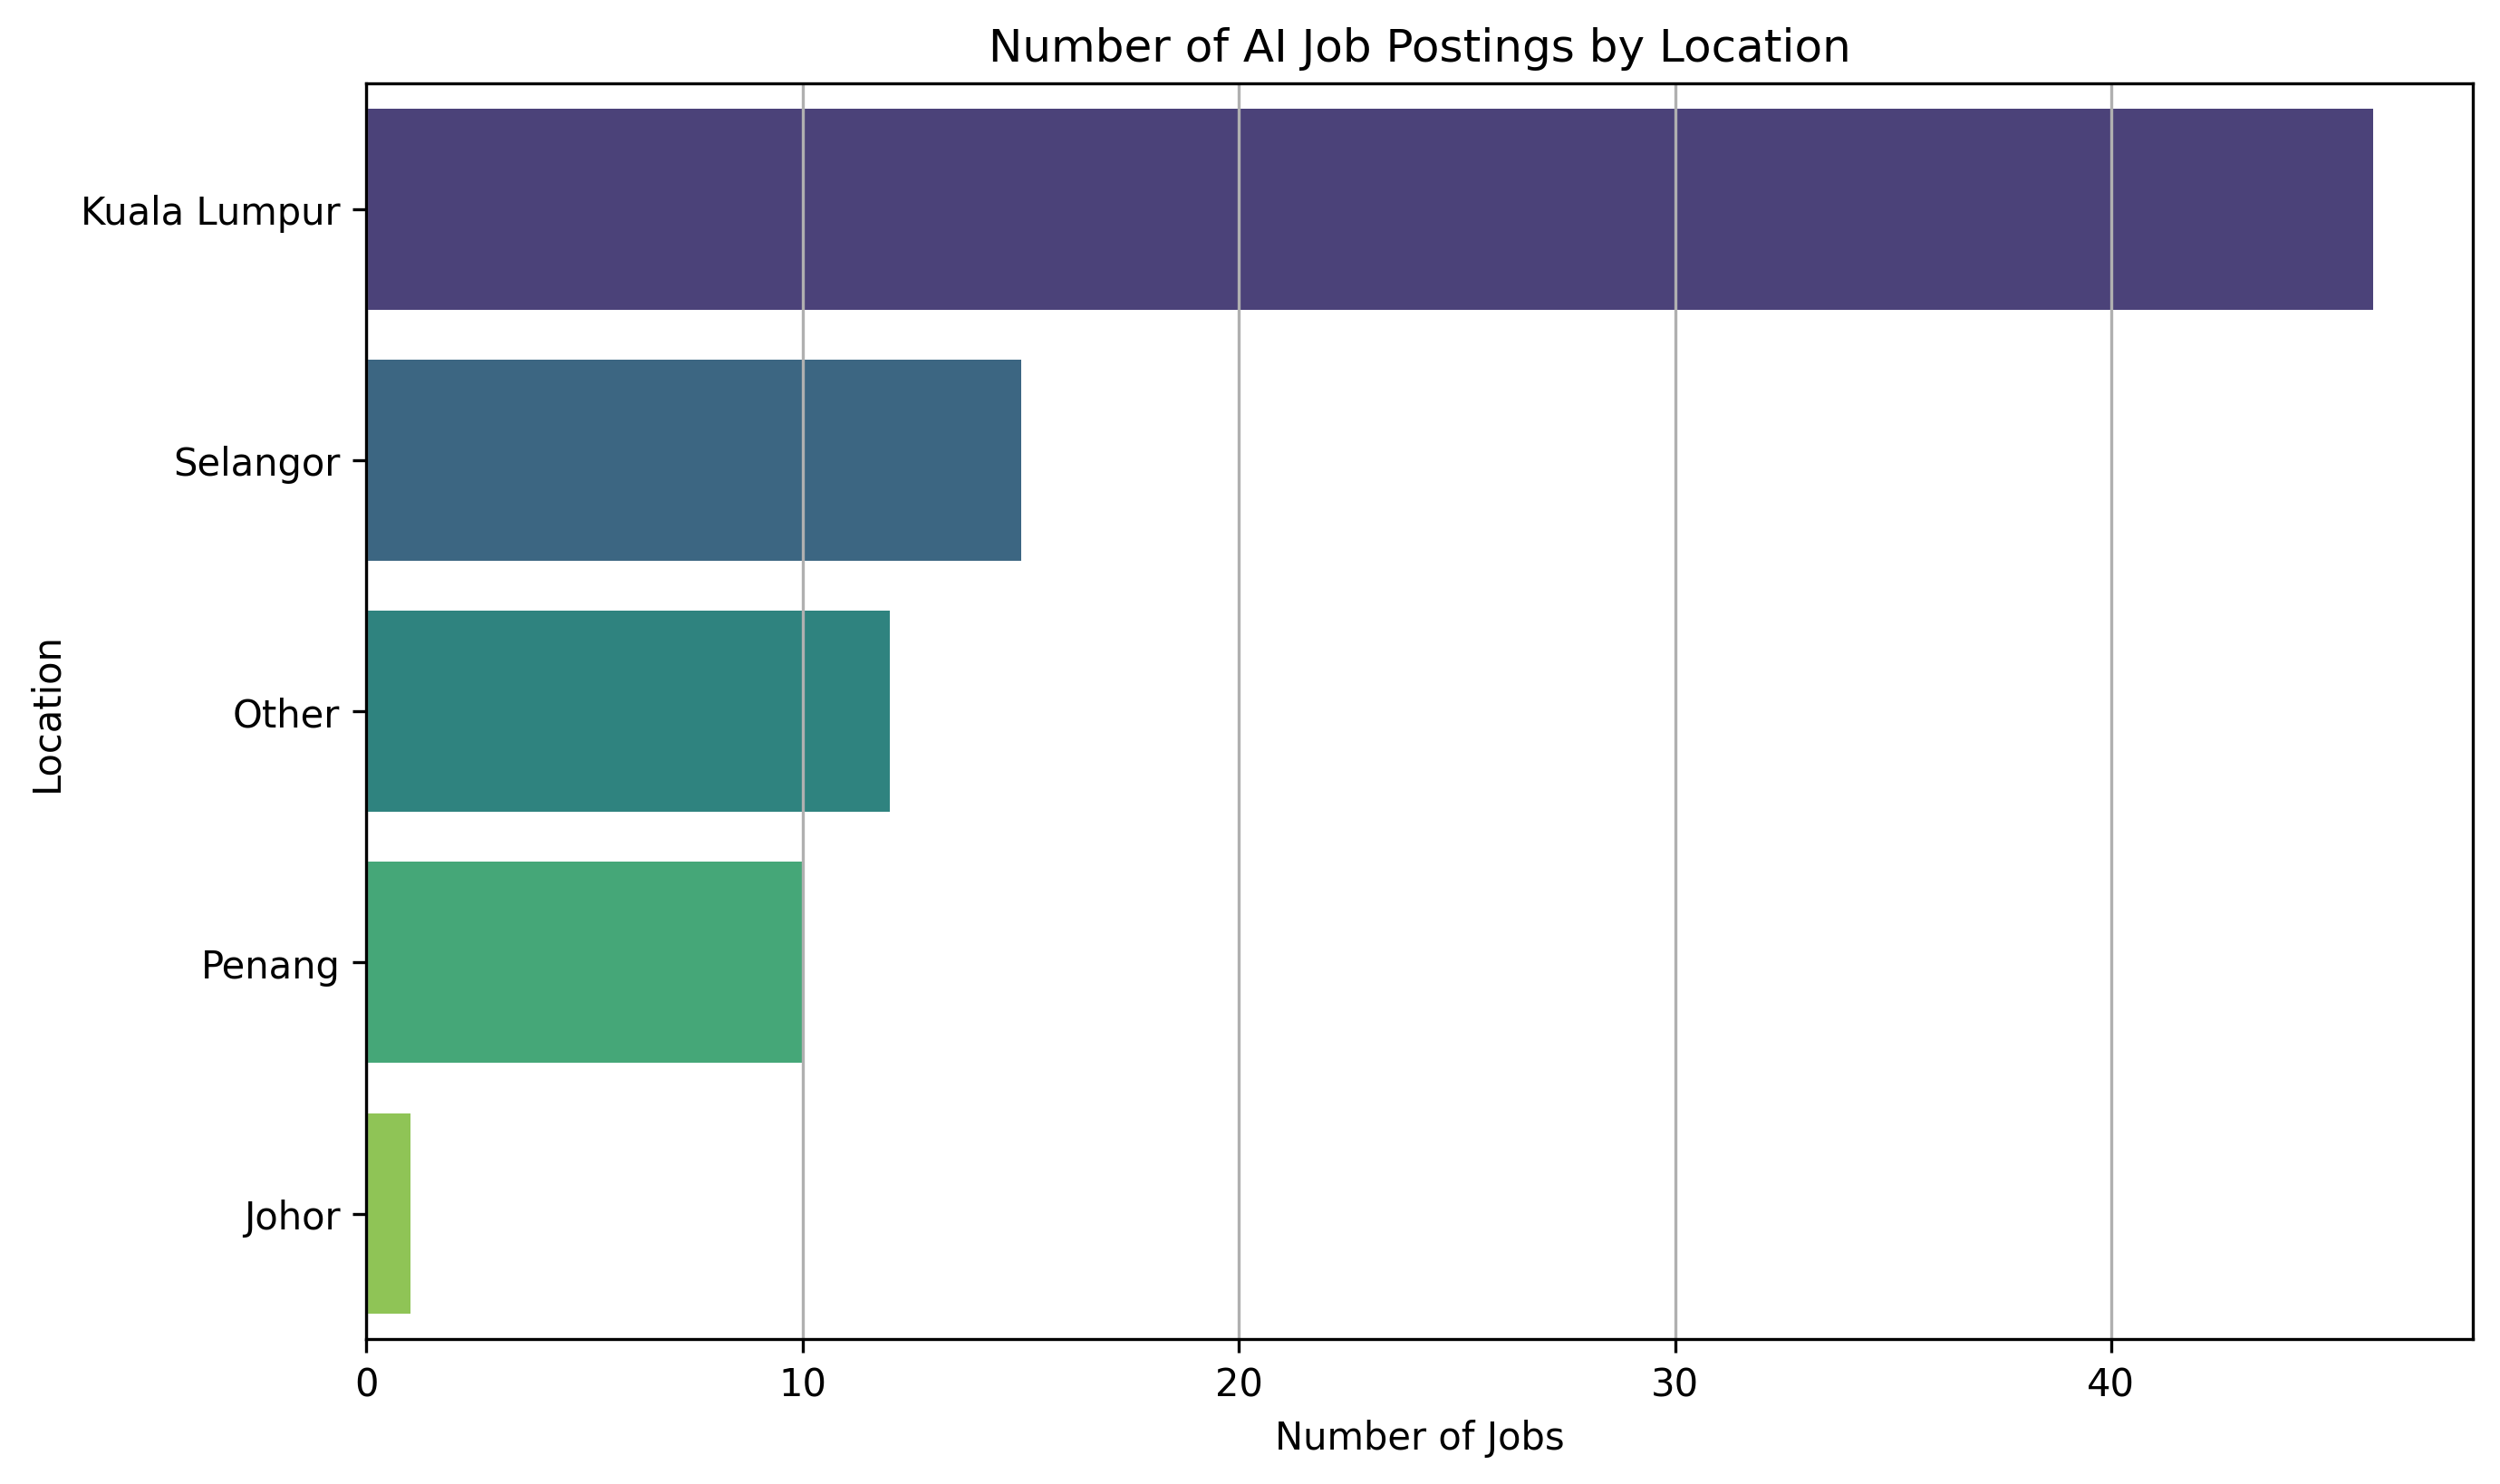 Number of AI Job Postings by Location
Kuala Lumpur
Selangor
Other
Penang
Johor
Location
0 10 20 30 40
Number of Jobs